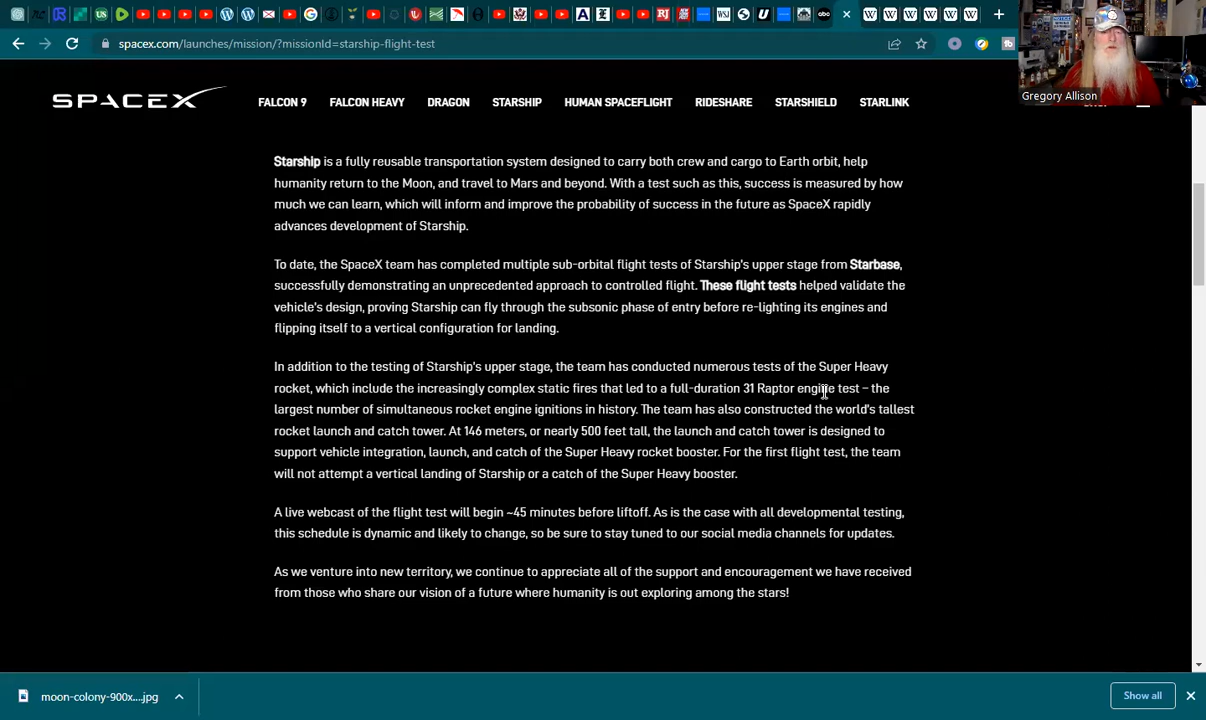 spacex.com/launches/mission/?missionId=starship-flight-test
Gregory Allison
SPACEX
FALCON 9 FALCON HEAVY DRAGON STARSHIP HUMAN SPACEFLIGHT RIDESHARE STARSHIELD STARLINK
Starship is a fully reusable transportation system designed to carry both crew and cargo to Earth orbit, help
humanity return to the Moon, and travel to Mars and beyond. With a test such as this, success is measured by how
much we can learn, which will inform and improve the probability of success in the future as SpaceX rapidly
advances development of Starship.
To date, the SpaceX team has completed multiple sub-orbital flight tests of Starship's upper stage from Starbase,
successfully demonstrating an unprecedented approach to controlled flight. These flight tests helped validate the
vehicle's design, proving Starship can fly through the subsonic phase of entry before re-lighting its engines and
flipping itself to a vertical configuration for landing.
In addition to the testing of Starship's upper stage, the team has conducted numerous tests of the Super Heavy
rocket, which include the increasingly complex static fires that led to a full-duration 31 Raptor engine test – the
largest number of simultaneous rocket engine ignitions in history. The team has also constructed the world's tallest
rocket launch and catch tower. At 146 meters, or nearly 500 feet tall, the launch and catch tower is designed to
support vehicle integration, launch, and catch of the Super Heavy rocket booster. For the first flight test, the team
will not attempt a vertical landing of Starship or a catch of the Super Heavy booster.
A live webcast of the flight test will begin ~45 minutes before liftoff. As is the case with all developmental testing,
this schedule is dynamic and likely to change, so be sure to stay tuned to our social media channels for updates.
As we venture into new territory, we continue to appreciate all of the support and encouragement we have received
from those who share our vision of a future where humanity is out exploring among the stars!
moon-colony-900x....jpg
Show all